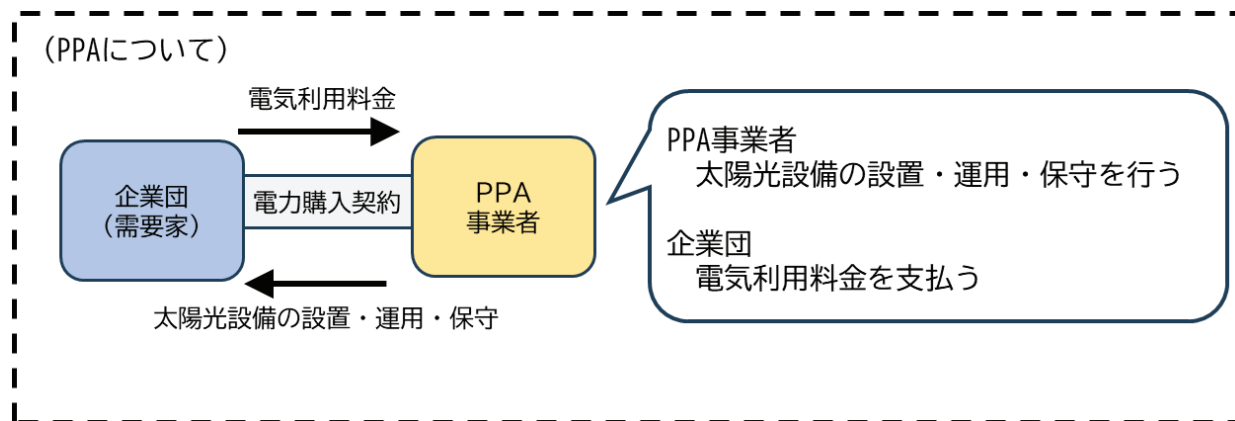 （PPAについて）
電気利用料金
企業団
（需要家）
電力購入契約
PPA
事業者
太陽光設備の設置・運用・保守
PPA事業者
太陽光設備の設置・運用・保守を行う
企業団
電気利用料金を支払う